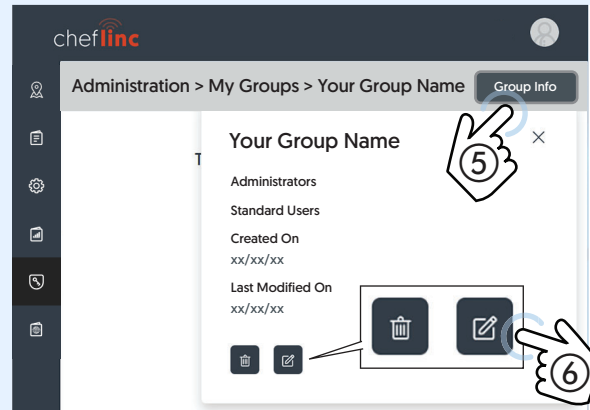 cheflinc
Administration > My Groups > Your Group Name
Group Info
5
Your Group Name
T
Administrators
Standard Users
Created On
xx/xx/xx
Last Modified On
xx/xx/xx
6